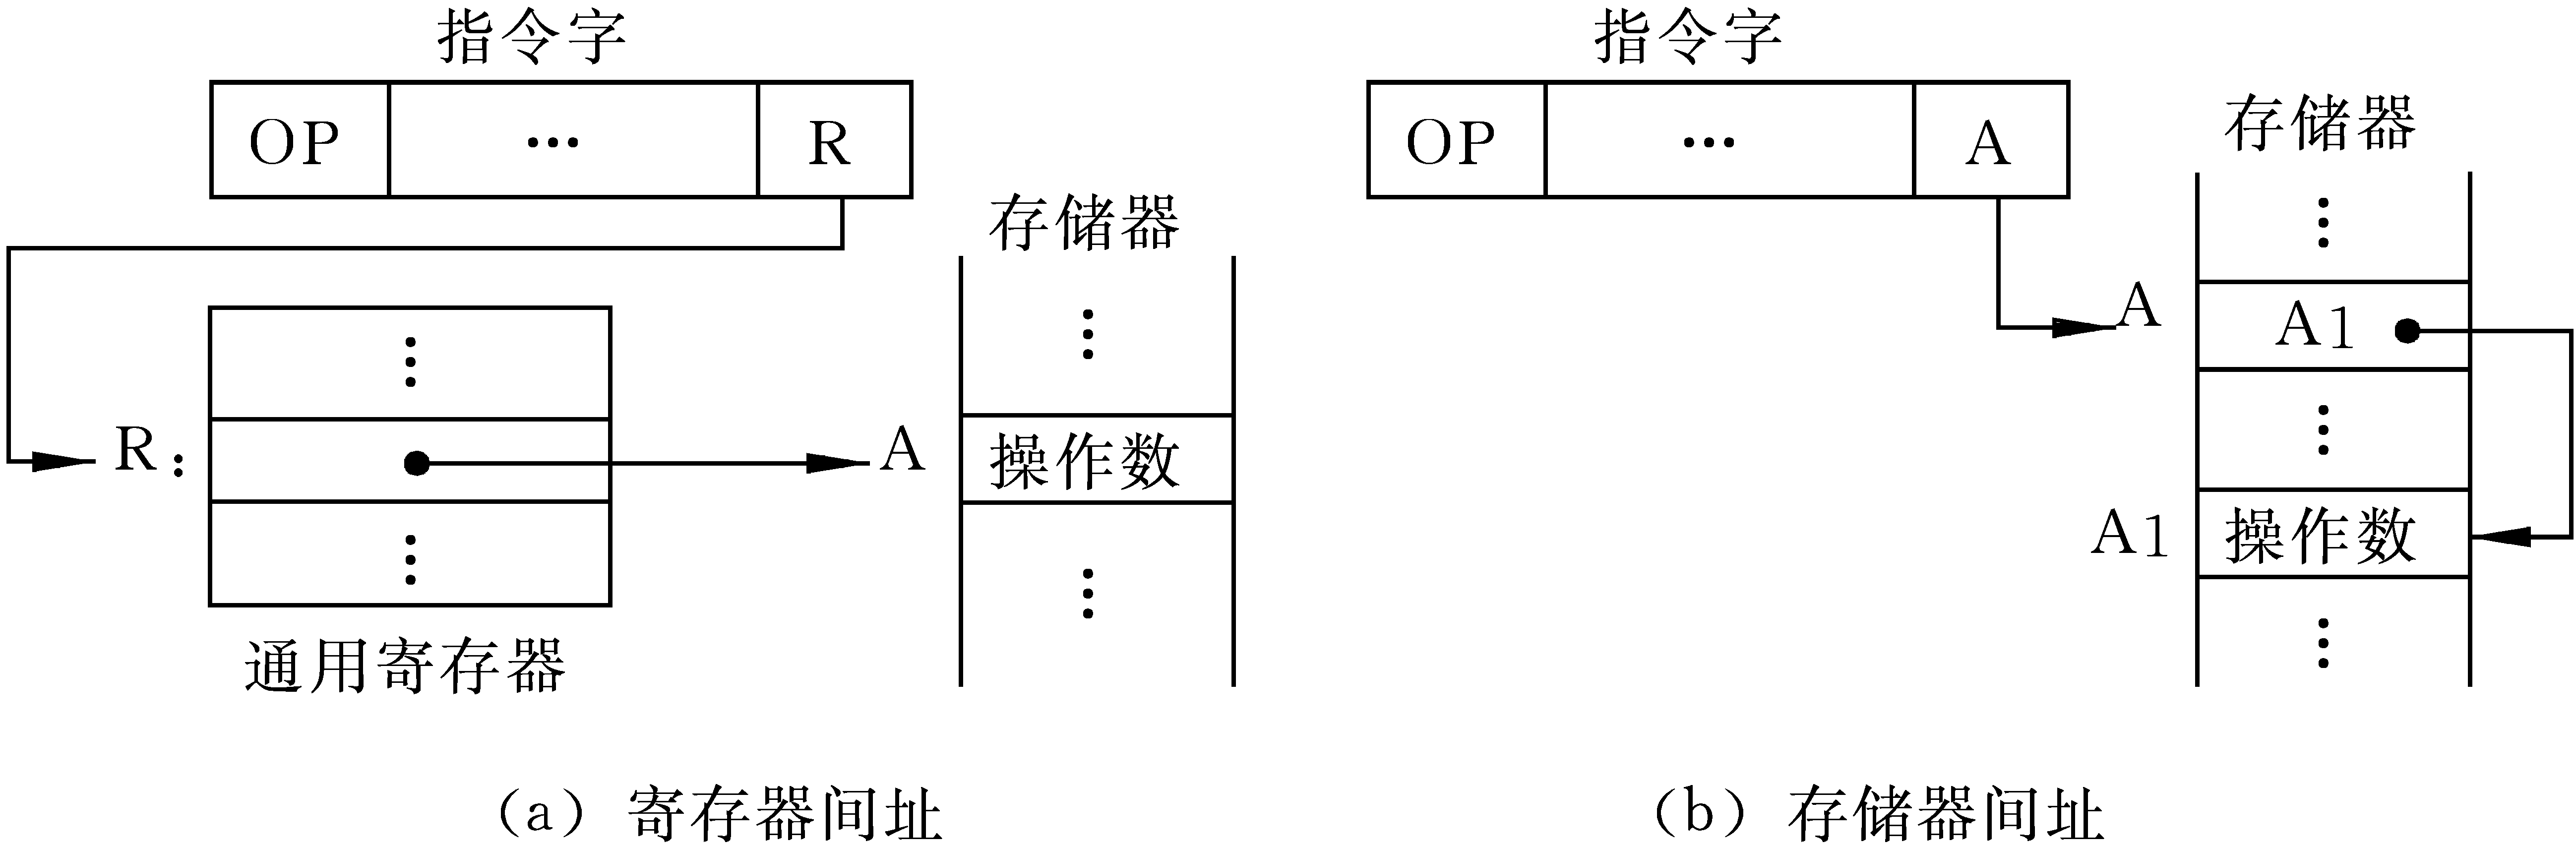 指令字
OP ··· R
存储器
R:
A
操作数
通用寄存器
(a) 寄存器间址
指令字
OP ··· A
存储器
A
A1
A1
操作数
(b) 存储器间址